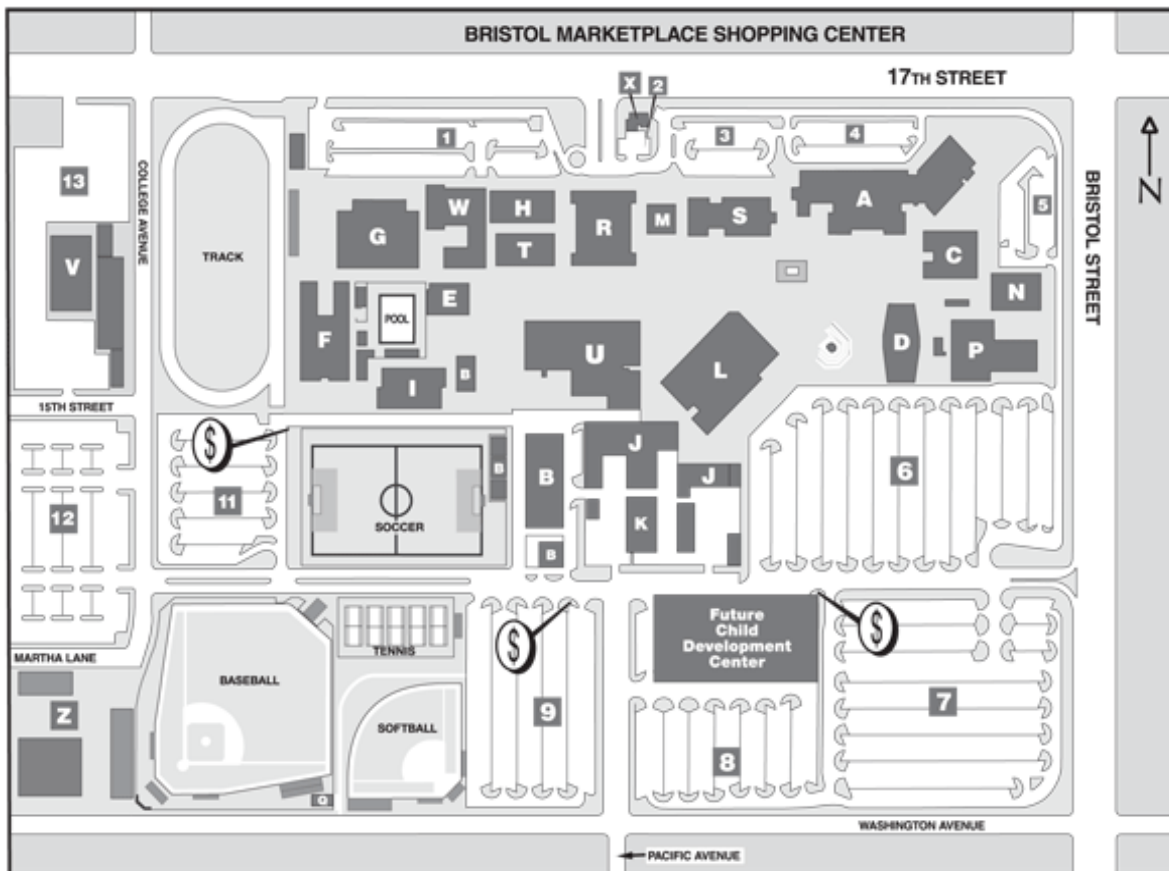 BRISTOL MARKETPLACE SHOPPING CENTER
17TH STREET
X
2
1
3
4
13
COLLEGE AVENUE
N
BRISTOL STREET
5
A
W
H
R
M
S
G
T
C
V
TRACK
E
N
POOL
F
U
D
P
L
I
B
15TH STREET
$
J
B
B
J
6
11
12
SOCCER
K
B
Future
Child
Development
Center
$
$
TENNIS
MARTHA LANE
BASEBALL
Z
9
7
SOFTBALL
8
WASHINGTON AVENUE
PACIFIC AVENUE